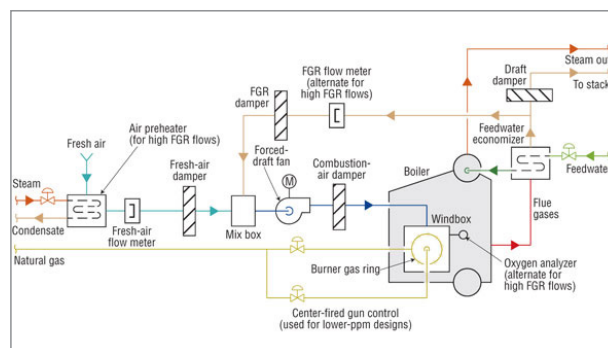 Steam out
Draft
damper
To stack
FGR flow meter
(alternate for
high FGR flows)
FGR
damper
Air preheater
(for high FGR flows)
Fresh air
Forced-
draft fan
Feedwater
economizer
Fresh-air
damper
Combustion-
air damper
Boiler
M
Steam
Feedwater
Condensate
Fresh-air
flow meter
Mix box
Windbox
Flue
gases
Natural gas
Burner gas ring
Oxygen analyzer
(alternate for
high FGR flows)
Center-fired gun control
(used for lower-ppm designs)